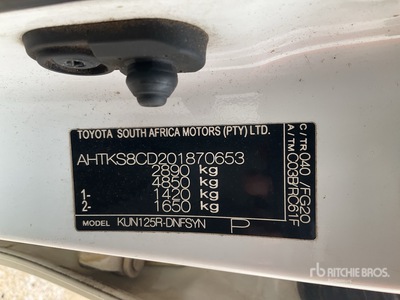 TOYOTA SOUTH AFRICA MOTORS (PTY) LTD.
AHTKS8CD201870653
2890 kg
4850 kg
1- 1420 kg
2- 1650 kg
MODEL KUN125R-DNFSYN P
C/TR 040 /FG20
A/TM C03B/RC61F
rb RITCHIE BROS.